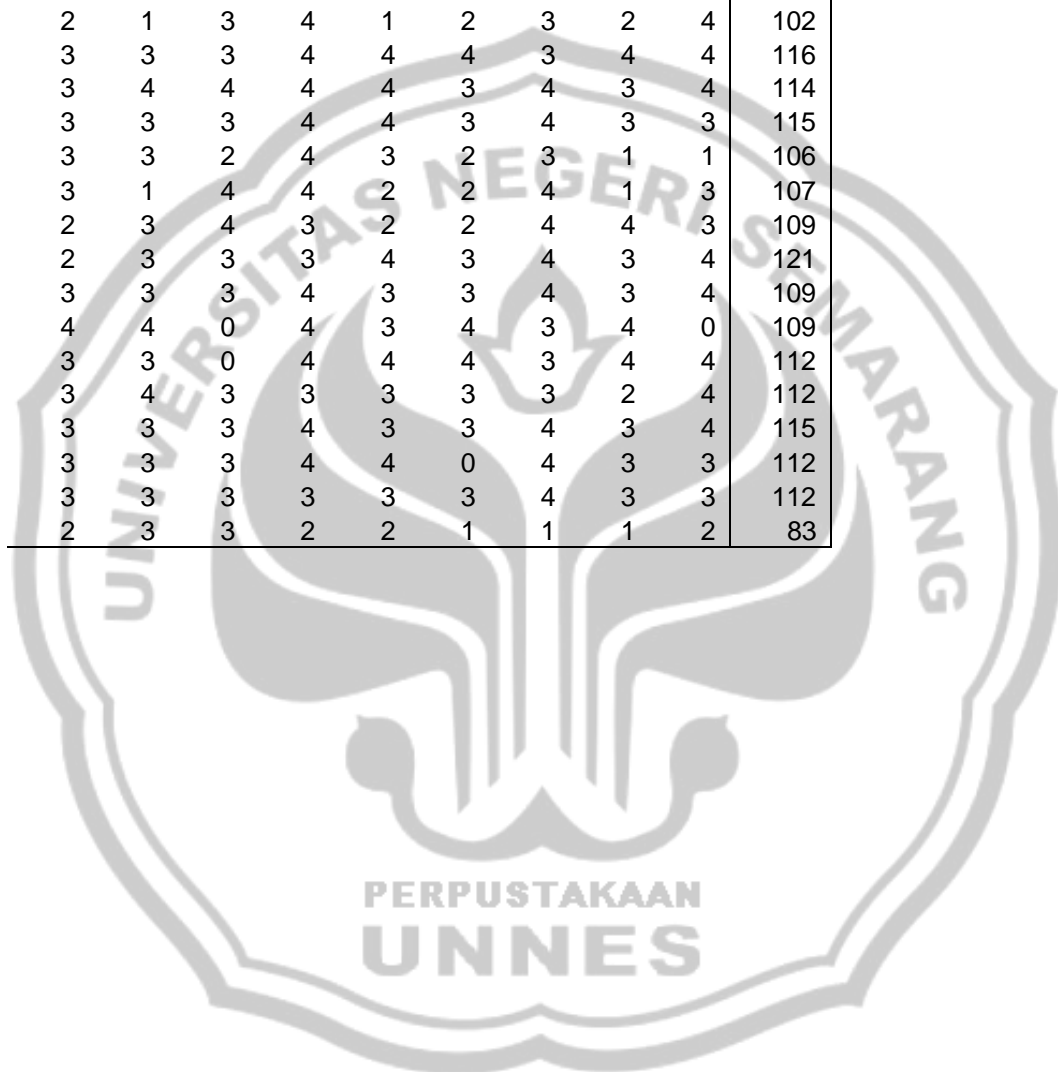 2 1 3 4 1 2 3 2 4 102
3 3 3 4 4 4 3 4 4 116
3 4 4 4 4 3 4 3 4 114
3 3 3 4 4 3 4 3 3 115
3 3 2 4 3 2 3 1 1 106
3 1 4 4 2 2 4 1 3 107
2 3 4 3 2 2 4 4 3 109
2 3 3 3 4 3 4 3 4 121
3 3 3 4 3 3 4 3 4 109
4 4 0 4 3 4 3 4 0 109
3 3 0 4 4 4 3 4 4 112
3 4 3 3 3 3 3 2 4 112
3 3 3 4 3 3 4 3 4 115
3 3 3 4 4 0 4 3 3 112
3 3 3 3 3 3 4 3 3 112
2 3 3 2 2 1 1 1 2 83
UNIVERSITAS NEGERI SEMARANG
PERPUSTAKAAN
UNNES